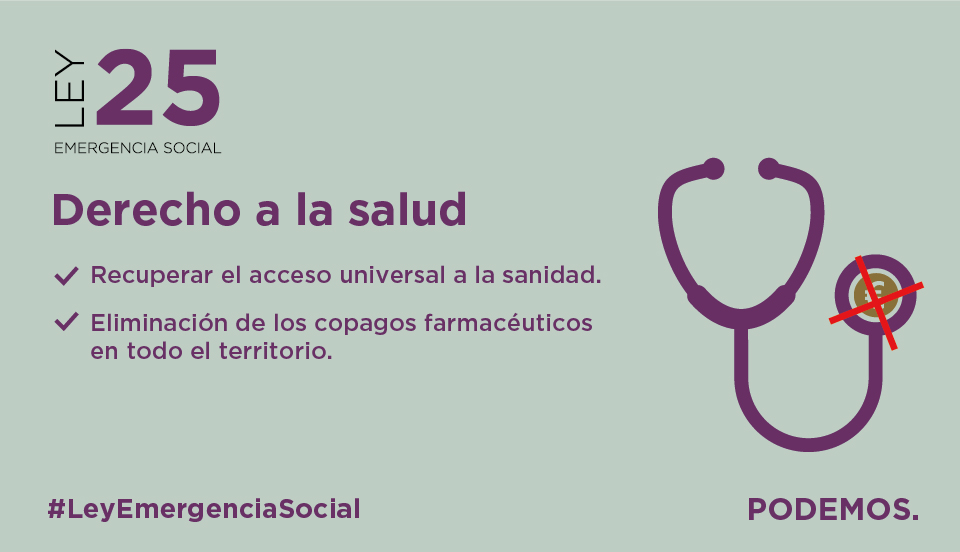 LEY 25
EMERGENCIA SOCIAL
Derecho a la salud
Recuperar el acceso universal a la sanidad.
Eliminación de los copagos farmacéuticos
en todo el territorio.
€
#LeyEmergenciaSocial
PODEMOS.